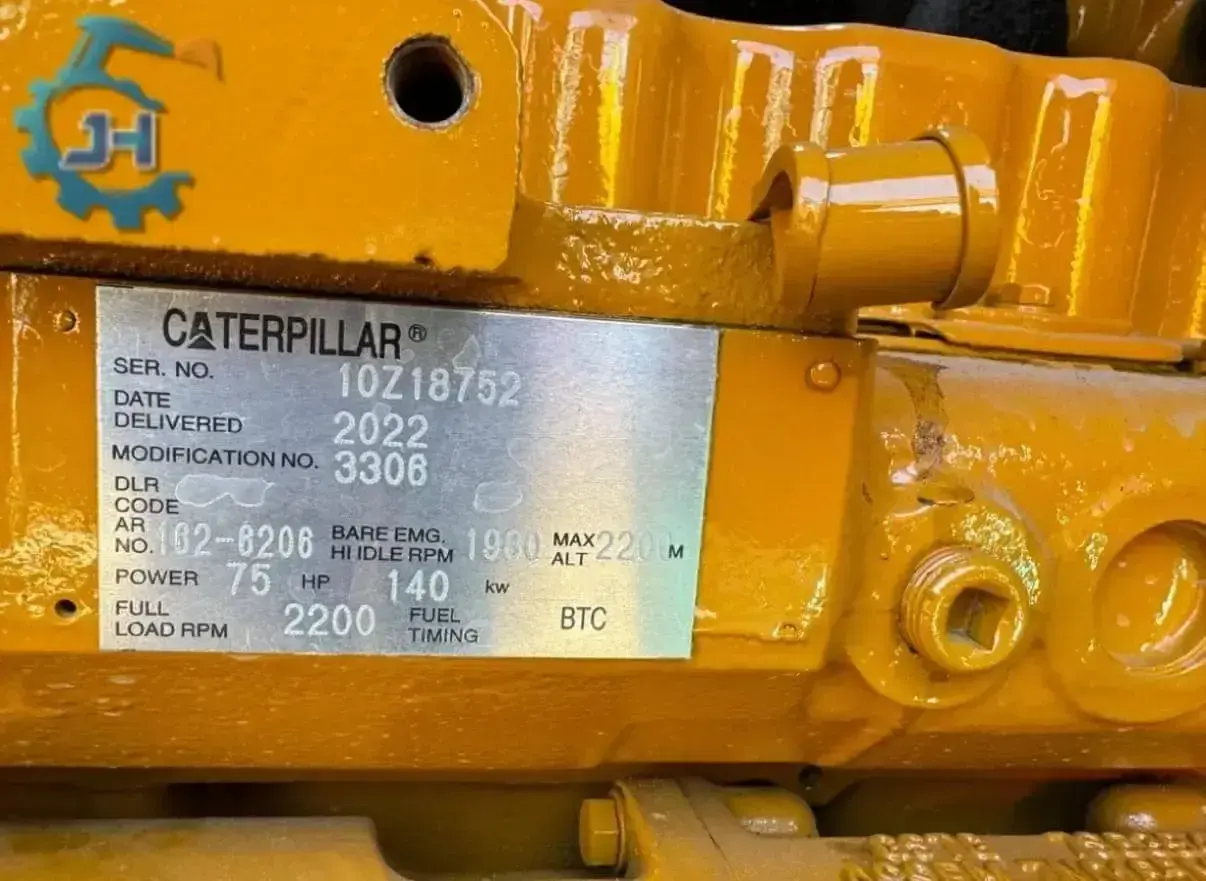 JH
CATERPILLAR®
SER. NO. 10Z18752
DATE
DELIVERED 2022
MODIFICATION NO. 3306
DLR
CODE
AR
NO. 162-6206 BARE EMG.
HI IDLE RPM 1980 MAX
ALT 2200 M
POWER 75 HP 140 kw
FULL
LOAD RPM 2200 FUEL
TIMING BTC